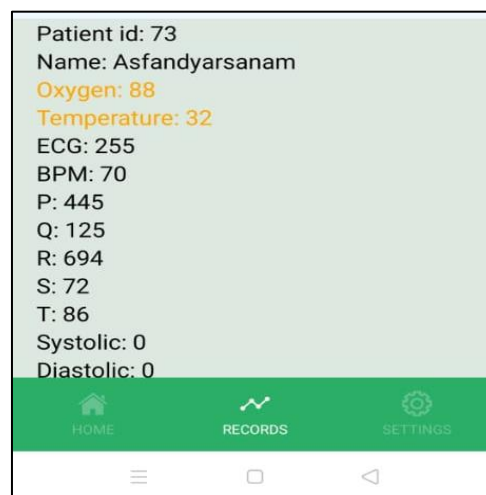 Patient id: 73
Name: Asfandyarsanam
Oxygen: 88
Temperature: 32
ECG: 255
BPM: 70
P: 445
Q: 125
R: 694
S: 72
T: 86
Systolic: 0
Diastolic: 0
HOME RECORDS SETTINGS